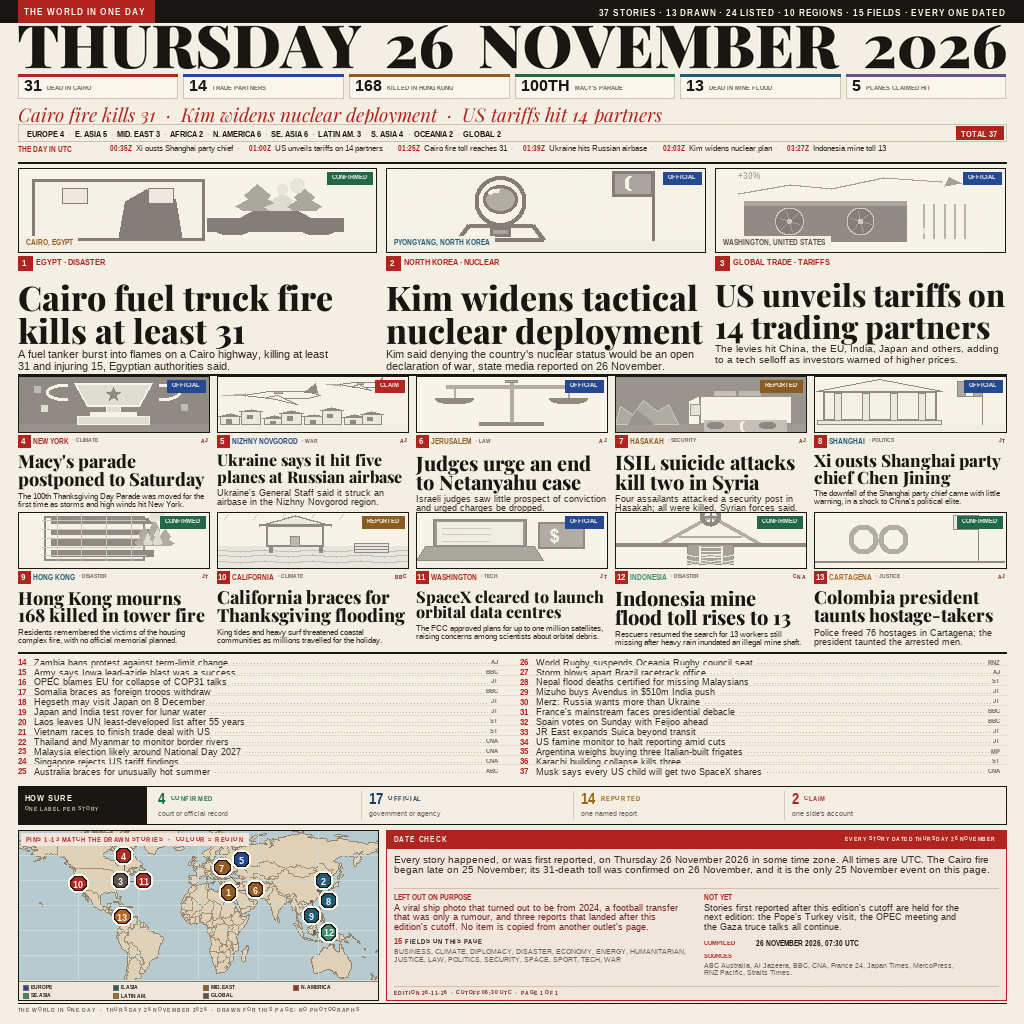 THE WORLD IN ONE DAY
37 STORIES · 13 DRAWN · 24 LISTED · 10 REGIONS · 15 FIELDS · EVERY ONE DATED
THURSDAY 26 NOVEMBER 2026
31 DEAD IN CAIRO
14 TRADE PARTNERS
168 KILLED IN HONG KONG
100TH MACY'S PARADE
13 DEAD IN MINE FLOOD
5 PLANES CLAIMED HIT
Cairo fire kills 31 · Kim widens nuclear deployment · US tariffs hit 14 partners
EUROPE 4 · E. ASIA 5 · MID. EAST 3 · AFRICA 2 · N. AMERICA 6 · SE. ASIA 6 · LATIN AM. 3 · S. ASIA 4 · OCEANIA 2 · GLOBAL 2
TOTAL 37
THE DAY IN UTC
00:35Z Xi ousts Shanghai party chief · 01:00Z US unveils tariffs on 14 partners · 01:25Z Cairo fire toll reaches 31 · 01:39Z Ukraine hits Russian airbase · 02:03Z Kim widens nuclear plan · 03:27Z Indonesia mine toll 13
CONFIRMED
CAIRO, EGYPT
1 EGYPT · DISASTER
Cairo fuel truck fire
kills at least 31
A fuel tanker burst into flames on a Cairo highway, killing at least
31 and injuring 15, Egyptian authorities said.
OFFICIAL
PYONGYANG, NORTH KOREA
2 NORTH KOREA · NUCLEAR
Kim widens tactical
nuclear deployment
Kim said denying the country's nuclear status would be an open
declaration of war, state media reported on 26 November.
+30%
OFFICIAL
WASHINGTON, UNITED STATES
3 GLOBAL TRADE · TARIFFS
US unveils tariffs on
14 trading partners
The levies hit China, the EU, India, Japan and others, adding
to a tech selloff as investors warned of higher prices.
OFFICIAL
4 NEW YORK · CLIMATE AJ
Macy's parade
postponed to Saturday
The 100th Thanksgiving Day Parade was moved for the
first time as storms and high winds hit New York.
CLAIM
5 NIZHNY NOVGOROD · WAR AJ
Ukraine says it hit five
planes at Russian airbase
Ukraine's General Staff said it struck an
airbase in the Nizhny Novgorod region.
OFFICIAL
6 JERUSALEM · LAW AJ
Judges urge an end
to Netanyahu case
Israeli judges saw little prospect of conviction
and urged charges be dropped.
REPORTED
7 HASAKAH · SECURITY AJ
ISIL suicide attacks
kill two in Syria
Four assailants attacked a security post in
Hasakah; all were killed, Syrian forces said.
OFFICIAL
8 SHANGHAI · POLITICS JT
Xi ousts Shanghai party
chief Chen Jining
The downfall of the Shanghai party chief came with little
warning, in a shock to China's political elite.
CONFIRMED
9 HONG KONG · DISASTER JT
Hong Kong mourns
168 killed in tower fire
Residents remembered the victims of the housing
complex fire, with no official memorial planned.
REPORTED
10 CALIFORNIA · CLIMATE BBC
California braces for
Thanksgiving flooding
King tides and heavy surf threatened coastal
communities as millions travelled for the holiday.
$
OFFICIAL
11 WASHINGTON · TECH JT
SpaceX cleared to launch
orbital data centres
The FCC approved plans for up to one million satellites,
raising concerns among scientists about orbital debris.
CONFIRMED
12 INDONESIA · DISASTER CNA
Indonesia mine
flood toll rises to 13
Rescuers resumed the search for 13 workers still
missing after heavy rain inundated an illegal mine shaft.
CONFIRMED
13 CARTAGENA · JUSTICE AJ
Colombia president
taunts hostage-takers
Police freed 76 hostages in Cartagena; the
president taunted the arrested men.
14 Zambia bans protest against term-limit change AJ
15 Army says Iowa lead-azide blast was a success BBC
16 OPEC blames EU for collapse of COP31 talks JT
17 Somalia braces as foreign troops withdraw BBC
18 Hegseth may visit Japan on 8 December JT
19 Japan and India test rover for lunar water JT
20 Laos leaves UN least-developed list after 55 years ST
21 Vietnam races to finish trade deal with US ST
22 Thailand and Myanmar to monitor border rivers CNA
23 Malaysia election likely around National Day 2027 CNA
24 Singapore rejects US tariff findings CNA
25 Australia braces for unusually hot summer ABC
26 World Rugby suspends Oceania Rugby council seat RNZ
27 Storm blows apart Brazil racetrack office AJ
28 Nepal flood deaths certified for missing Malaysians ST
29 Mizuho buys Avendus in $510m India push JT
30 Merz: Russia wants more than Ukraine JT
31 France's mainstream faces presidential debacle BBC
32 Spain votes on Sunday with Feijoo ahead BBC
33 JR East expands Suica beyond transit JT
34 US famine monitor to halt reporting amid cuts JT
35 Argentina weighs buying three Italian-built frigates MP
36 Karachi building collapse kills three ST
37 Musk says every US child will get two SpaceX shares CNA
HOW SURE
ONE LABEL PER STORY
4 CONFIRMED
court or official record
17 OFFICIAL
government or agency
14 REPORTED
one named report
2 CLAIM
one side's account
PINS 1-13 MATCH THE DRAWN STORIES · COLOUR = REGION
4
5
7
10
3
11
1
6
2
8
13
9
12
EUROPE
E. ASIA
MID. EAST
N. AMERICA
SE. ASIA
LATIN AM.
GLOBAL
DATE CHECK
EVERY STORY DATED THURSDAY 26 NOVEMBER
Every story happened, or was first reported, on Thursday 26 November 2026 in some time zone. All times are UTC. The Cairo fire
began late on 25 November; its 31-death toll was confirmed on 26 November, and it is the only 25 November event on this page.
LEFT OUT ON PURPOSE
A viral ship photo that turned out to be from 2024, a football transfer
that was only a rumour, and three reports that landed after this
edition's cutoff. No item is copied from another outlet's page.
15 FIELDS ON THIS PAGE
BUSINESS, CLIMATE, DIPLOMACY, DISASTER, ECONOMY, ENERGY, HUMANITARIAN,
JUSTICE, LAW, POLITICS, SECURITY, SPACE, SPORT, TECH, WAR
NOT YET
Stories first reported after this edition's cutoff are held for the
next edition: the Pope's Turkey visit, the OPEC meeting and
the Gaza truce talks all continue.
COMPILED 26 NOVEMBER 2026, 07:30 UTC
SOURCES
ABC Australia, Al Jazeera, BBC, CNA, France 24, Japan Times, MercoPress,
RNZ Pacific, Straits Times.
EDITION 26-11-26 · CUTOFF 06:30 UTC · PAGE 1 OF 1
THE WORLD IN ONE DAY · THURSDAY 26 NOVEMBER 2026 · DRAWN FOR THIS PAGE: NO PHOTOGRAPHS